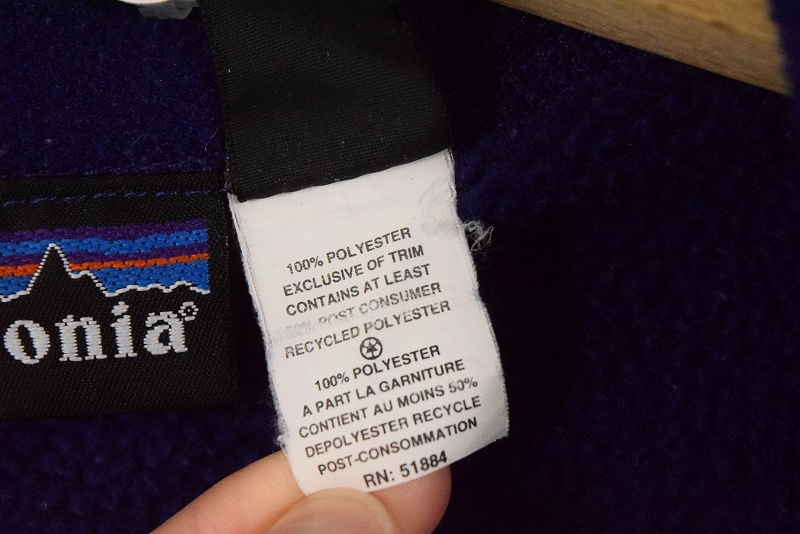 onia®
100% POLYESTER
EXCLUSIVE OF TRIM
CONTAINS AT LEAST
50% POST CONSUMER
RECYCLED POLYESTER
100% POLYESTER
A PART LA GARNITURE
CONTIENT AU MOINS 50%
DEPOLYESTER RECYCLE
POST-CONSOMMATION
RN: 51884